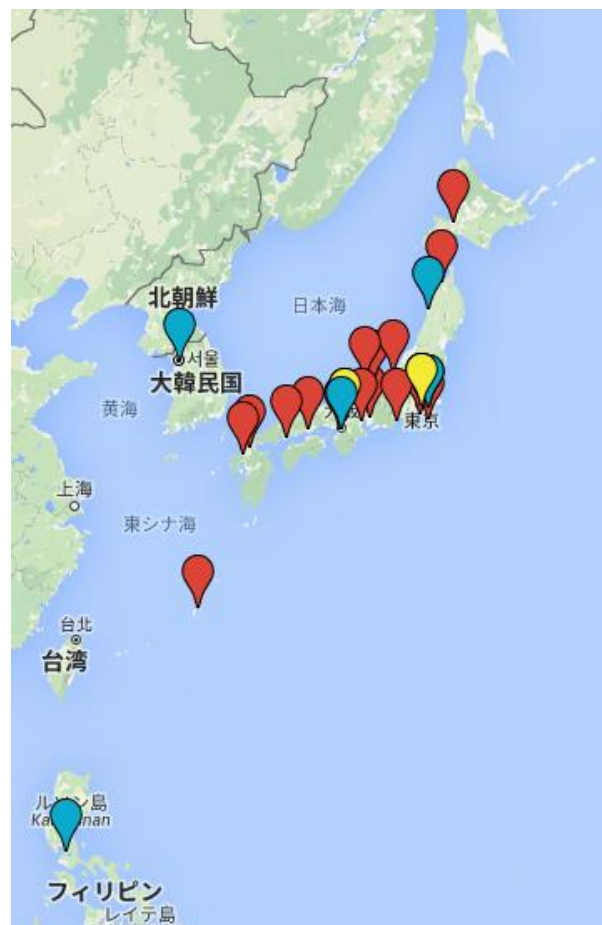 日本海
北朝鮮
서울
大韓民国
黄海
東京
上海
東シナ海
台北
台湾
フィリピン
レイテ島